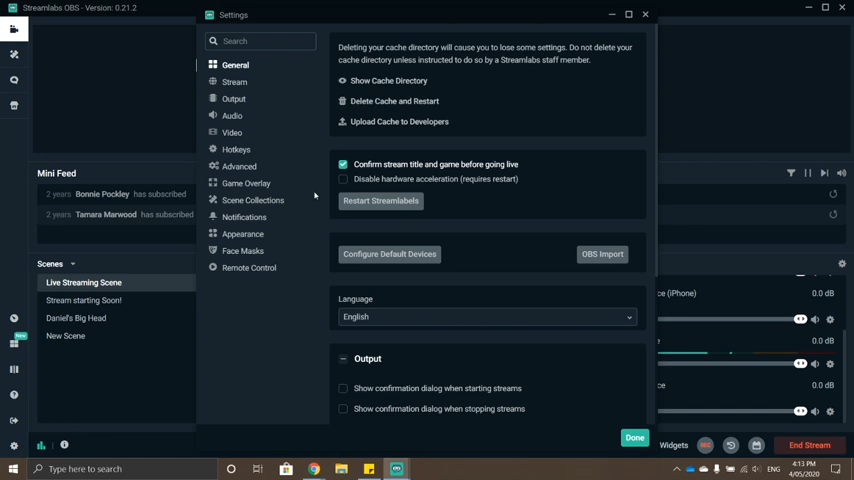 Streamlabs OBS - Version: 0.21.2
Settings
Search
General
Stream
Output
Audio
Video
Hotkeys
Advanced
Game Overlay
Scene Collections
Notifications
Appearance
Face Masks
Remote Control
Deleting your cache directory will cause you to lose some settings. Do not delete your
cache directory unless instructed to do so by a Streamlabs staff member.
Show Cache Directory
Delete Cache and Restart
Upload Cache to Developers
Confirm stream title and game before going live
Disable hardware acceleration (requires restart)
Restart Streamlabs
Configure Default Devices
OBS Import
Language
English
Output
Show confirmation dialog when starting streams
Show confirmation dialog when stopping streams
Done
Mini Feed
2 years Bonnie Pockley has subscribed
2 years Tamara Marwood has subscribed
Scenes
Live Streaming Scene
Stream starting Soon!
Daniel's Big Head
New Scene
New
ce (iPhone) 0.0 dB
e 0.0 dB
ce 0.0 dB
Widgets
REC
End Stream
Type here to search
ENG
4:13 PM
4/05/2020